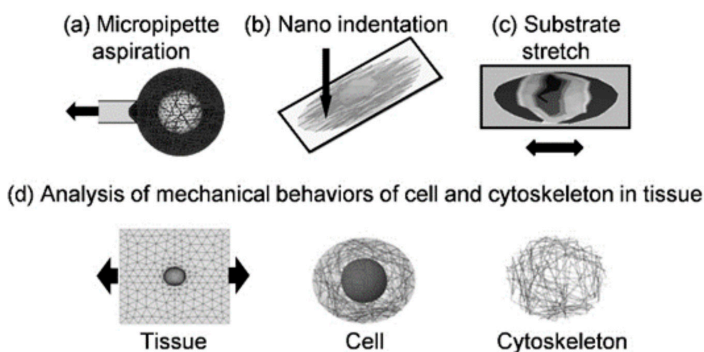 (a) Micropipette
aspiration
(b) Nano indentation
(c) Substrate
stretch
(d) Analysis of mechanical behaviors of cell and cytoskeleton in tissue
Tissue
Cell
Cytoskeleton